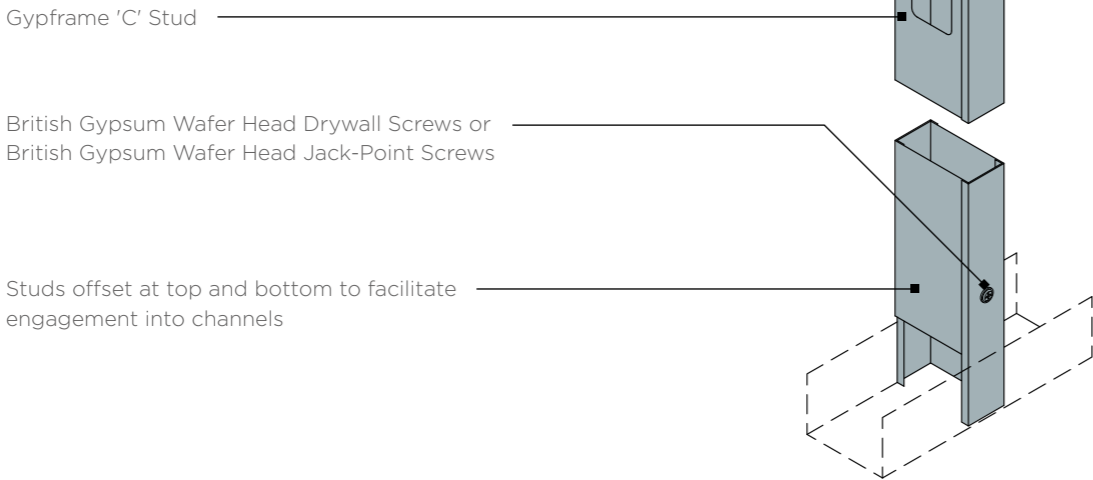 Gypframe 'C' Stud
British Gypsum Wafer Head Drywall Screws or
British Gypsum Wafer Head Jack-Point Screws
Studs offset at top and bottom to facilitate
engagement into channels